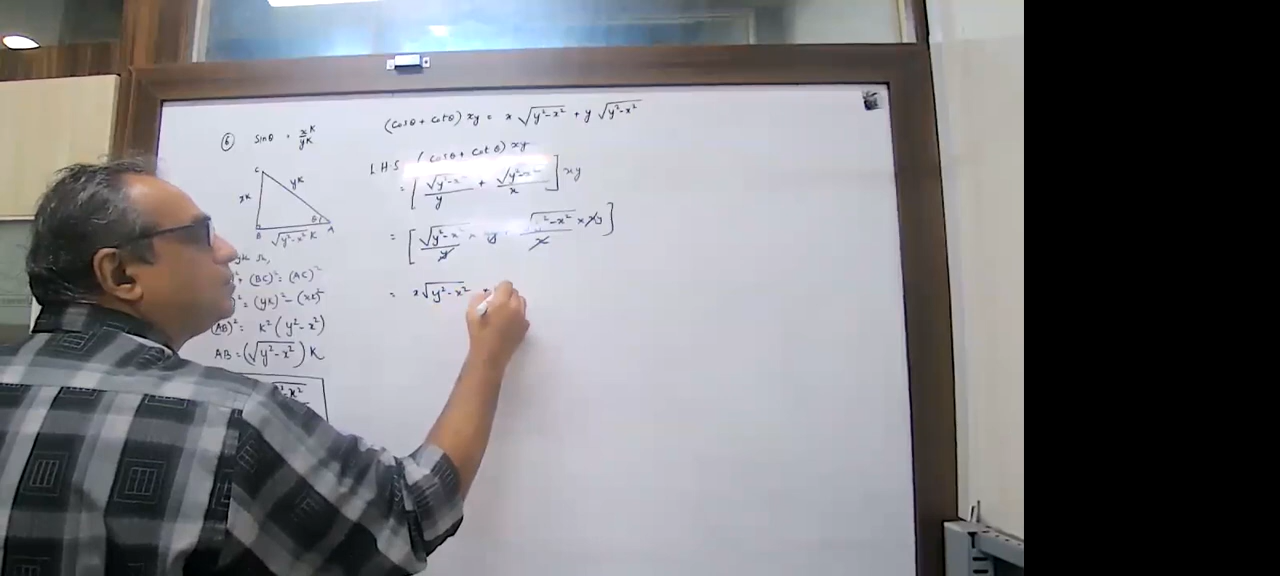 (cosθ + cotθ) xy = x √y²-x² + y √y²-x²
⑥ sinθ = xK/yK
C
yK
xK
θ
B
A
√y²-x² K
(BC)² = (AC)²
= (yK)² - (xK)²
(AB)² = K² (y²-x²)
AB = (√y²-x²) K
L.H.S (cosθ + cotθ) xy
= [√y²-x²/y + √y²-x²/x] xy
= [√y²-x²/y y √y²-x²/x × xy]
= x√y²-x²